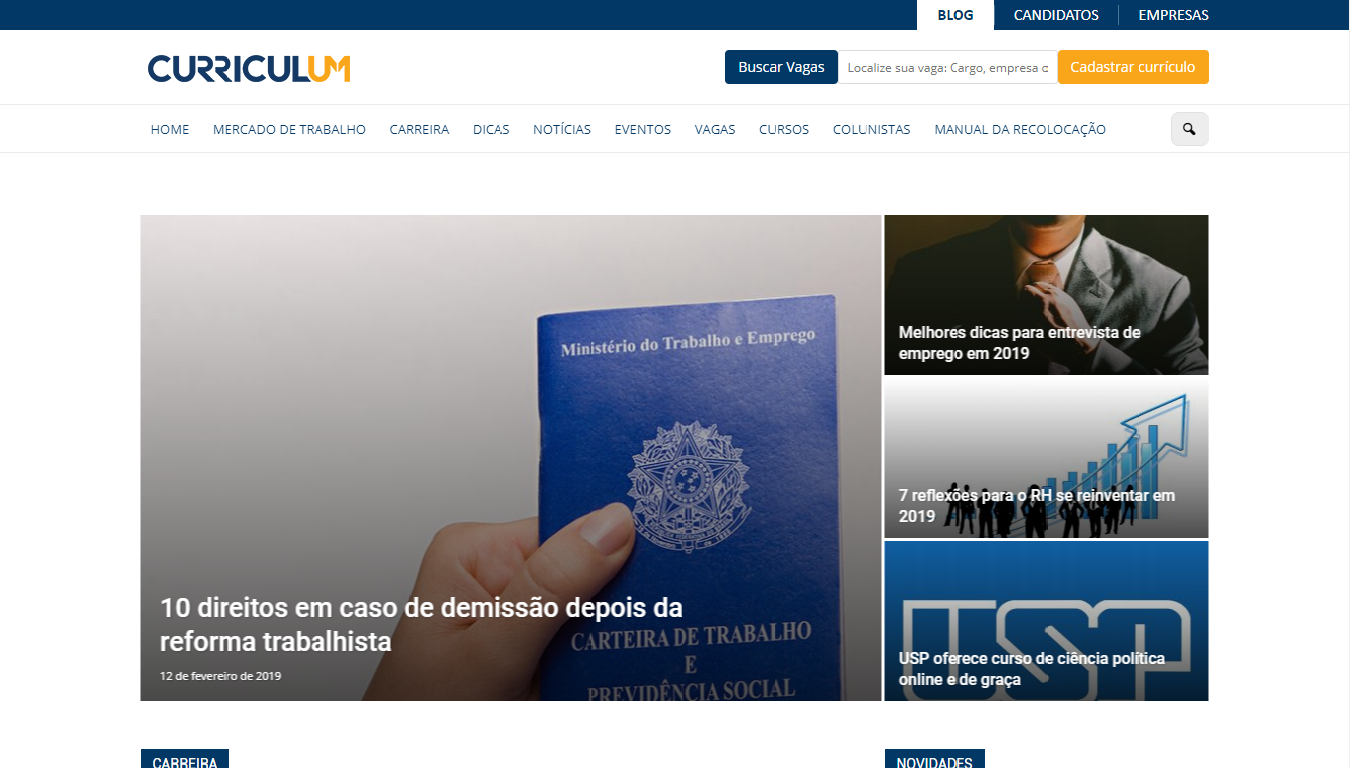 BLOG
CANDIDATOS
EMPRESAS
CURRICULUM
Buscar Vagas
Localize sua vaga: Cargo, empresa c
Cadastrar currículo
HOME
MERCADO DE TRABALHO
CARREIRA
DICAS
NOTÍCIAS
EVENTOS
VAGAS
CURSOS
COLUNISTAS
MANUAL DA RECOLOCAÇÃO
Ministério do Trabalho e Emprego
10 direitos em caso de demissão depois da
reforma trabalhista
12 de fevereiro de 2019
CARTEIRA DE TRABALHO
E
PREVIDÊNCIA SOCIAL
Melhores dicas para entrevista de
emprego em 2019
7 reflexões para o RH se reinventar em
2019
USP
USP oferece curso de ciência política
online e de graça
CARREIRA
NOVIDADES